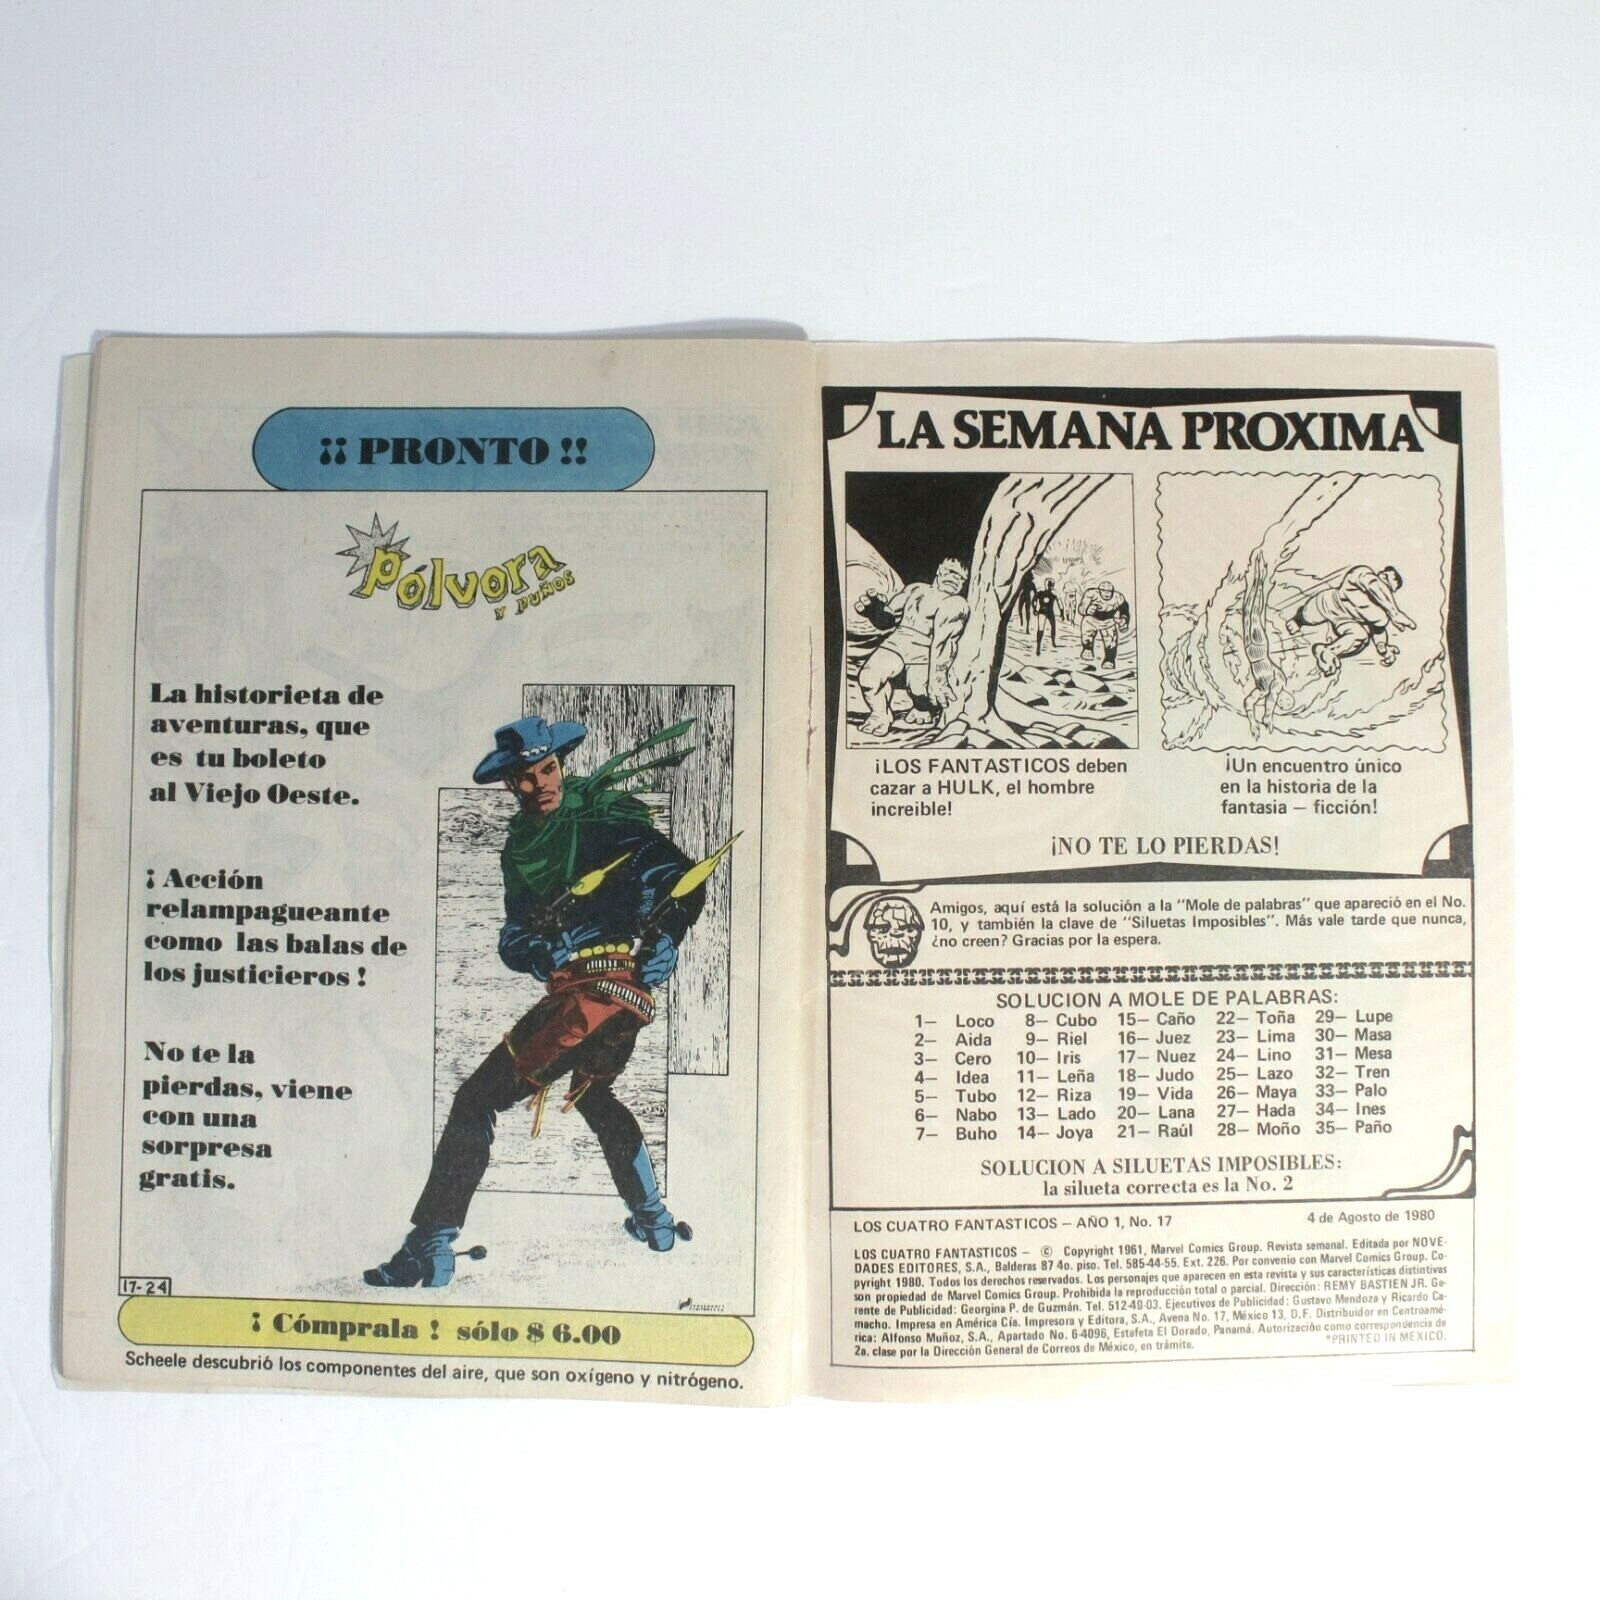 ¡¡ PRONTO !!
Pólvora
Y PUÑOS
La historieta de
aventuras, que
es tu boleto
al Viejo Oeste.
¡ Acción
relampagueante
como las balas de
los justicieros !
No te la
pierdas, viene
con una
sorpresa
gratis.
17-24
¡ Cómprala ! sólo $ 6.00
Scheele descubrió los componentes del aire, que son oxígeno y nitrógeno.
LA SEMANA PROXIMA
¡LOS FANTASTICOS deben
cazar a HULK, el hombre
increible!
¡Un encuentro único
en la historia de la
fantasia — ficción!
¡NO TE LO PIERDAS!
Amigos, aquí está la solución a la "Mole de palabras" que apareció en el No.
10, y también la clave de "Siluetas Imposibles". Más vale tarde que nunca,
¿no creen? Gracias por la espera.
SOLUCION A MOLE DE PALABRAS:
1— Loco 8— Cubo 15— Caño 22— Toña 29— Lupe
2— Aida 9— Riel 16— Juez 23— Lima 30— Masa
3— Cero 10— Iris 17— Nuez 24— Lino 31— Mesa
4— Idea 11— Leña 18— Judo 25— Lazo 32— Tren
5— Tubo 12— Riza 19— Vida 26— Maya 33— Palo
6— Nabo 13— Lado 20— Lana 27— Hada 34— Ines
7— Buho 14— Joya 21— Raúl 28— Moño 35— Paño
SOLUCION A SILUETAS IMPOSIBLES:
la silueta correcta es la No. 2
LOS CUATRO FANTASTICOS — AÑO 1, No. 17 4 de Agosto de 1980
LOS CUATRO FANTASTICOS — © Copyright 1961, Marvel Comics Group. Revista semanal. Editada por NOVE-
DADES EDITORES, S.A., Balderas 87 4o. piso. Tel. 585-44-55. Ext. 226. Por convenio con Marvel Comics Group. Co-
pyright 1980. Todos los derechos reservados. Los personajes que aparecen en esta revista y sus características distintivas
son propiedad de Marvel Comics Group. Prohibida la reproducción total o parcial. Dirección: REMY BASTIEN JR. Ge-
rente de Publicidad: Georgina P. de Guzmán. Tel. 512-49-03. Ejecutivos de Publicidad: Gustavo Mendoza y Ricardo Ca-
macho. Impresa en América Cía. Impresora y Editora, S.A., Avena No. 17, México 13, D.F. Distribuidor en Centroamé-
rica: Alfonso Muñoz, S.A., Apartado No. 6-4096, Estafeta El Dorado, Panamá. Autorización como correspondencia de
2a. clase por la Dirección General de Correos de México, en trámite. *PRINTED IN MEXICO.